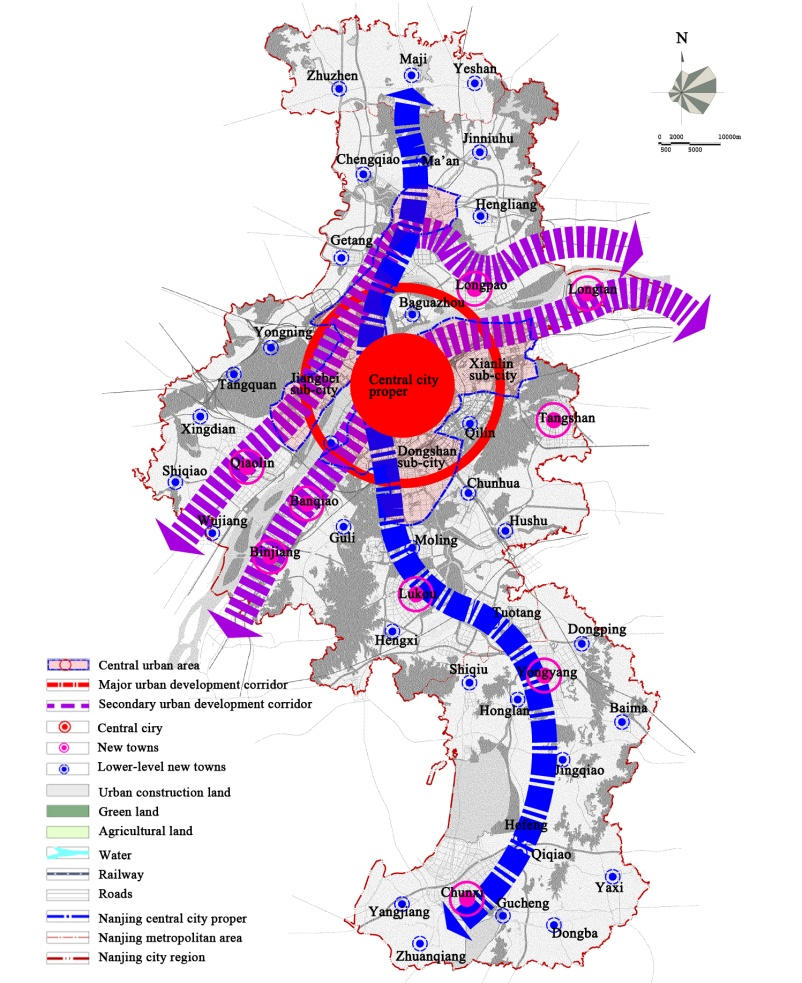 N
Maji
Zhuzhen
Yeshan
0 2000 10000m
500 5000
Jinniuhu
Chengqiao
Ma'an
Hengliang
Getang
Longpao
Longtan
Baguazhou
Yongning
Xianlin
sub-city
Central city
proper
Jiangbei
sub-city
Tangquan
Xingdian
Tangshan
Qilin
Dongshan
sub-city
Qiaolin
Shiqiao
Chunhua
Banqiao
Wujiang
Guli
Hushu
Moling
Binjiang
Lukou
Tuotang
Hengxi
Dongping
Shiqiu
Yongyang
Honglan
Baima
Jingqiao
Hefeng
Qiqiao
Yaxi
Chunxi
Gucheng
Yangjiang
Dongba
Zhuanqiang
Central urban area
Major urban development corridor
Secondary urban development corridor
Central ciry
New towns
Lower-level new towns
Urban construction land
Green land
Agricultural land
Water
Railway
Roads
Nanjing central city proper
Nanjing metropolitan area
Nanjing city region